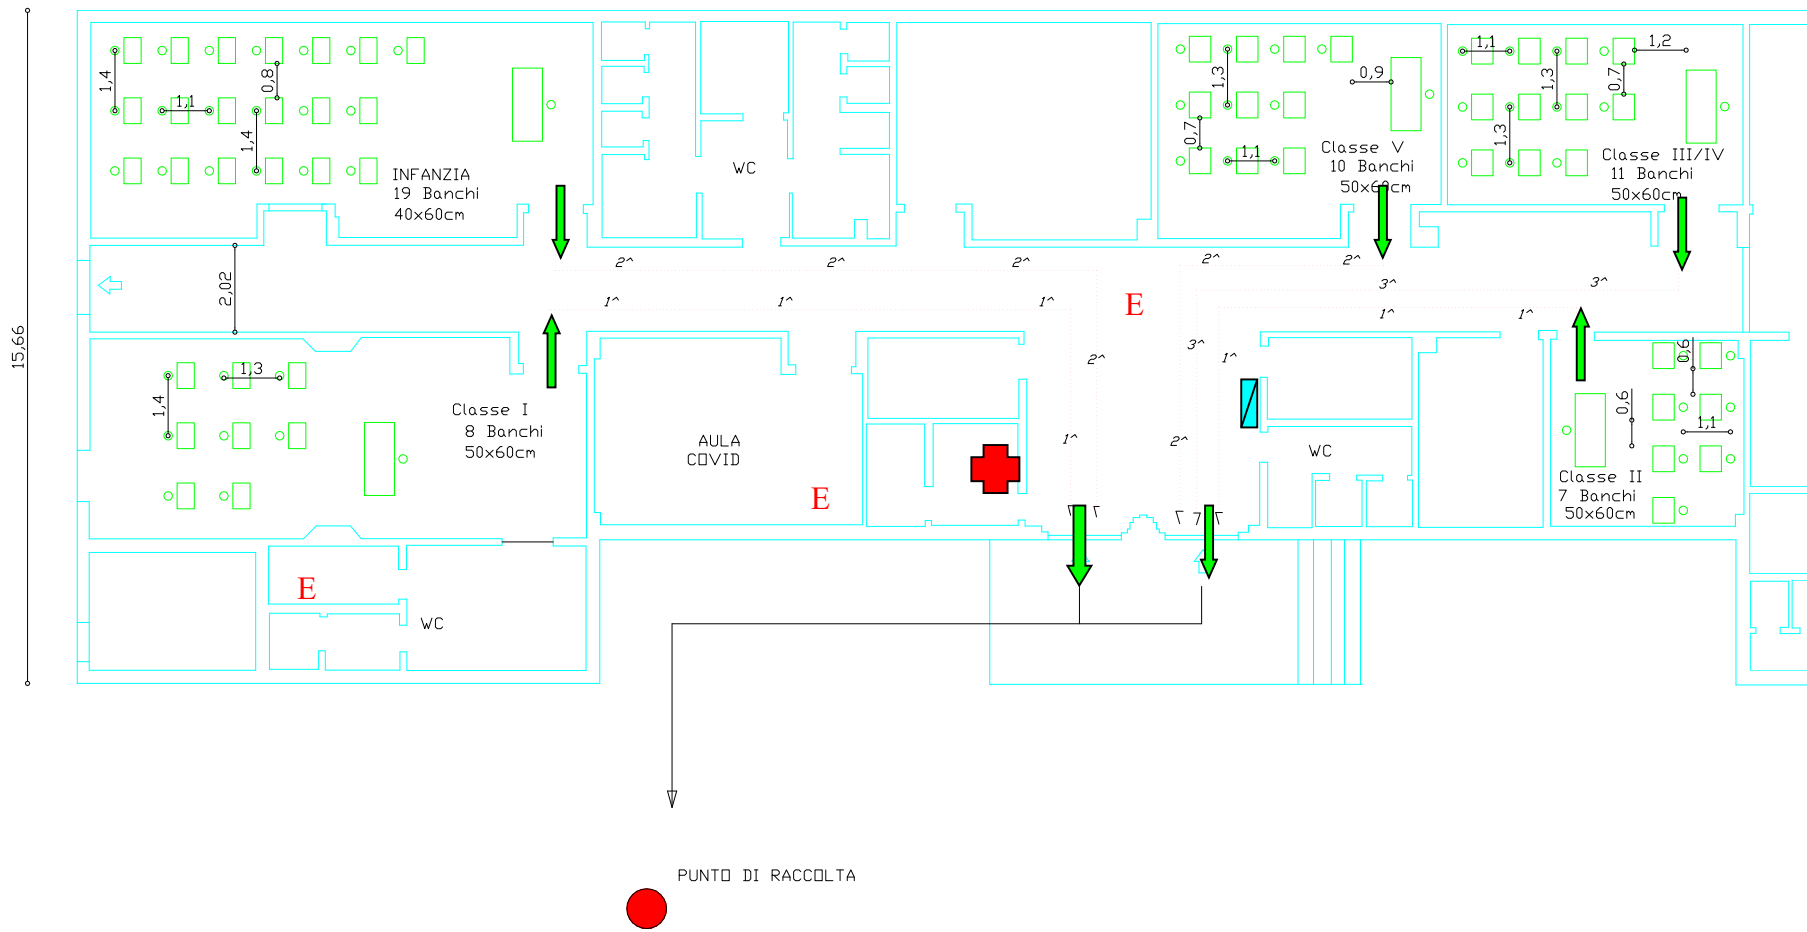 1,4
1,1
0,8
1,4
INFANZIA
19 Banchi
40x60cm
WC
1,3
0,7
1,1
0,9
Classe V
10 Banchi
50x60cm
1,1
1,3
1,3
0,7
1,2
Classe III/IV
11 Banchi
50x60cm
2,02
2^
2^
2^
2^
2^
1^
1^
1^
E
3^
3^
1^
1^
15,66
1,4
1,3
Classe I
8 Banchi
50x60cm
AULA
COVID
E
2^
1^
3^
1^
2^
WC
0,6
0,6
1,1
Classe II
7 Banchi
50x60cm
E
WC
PUNTO DI RACCOLTA